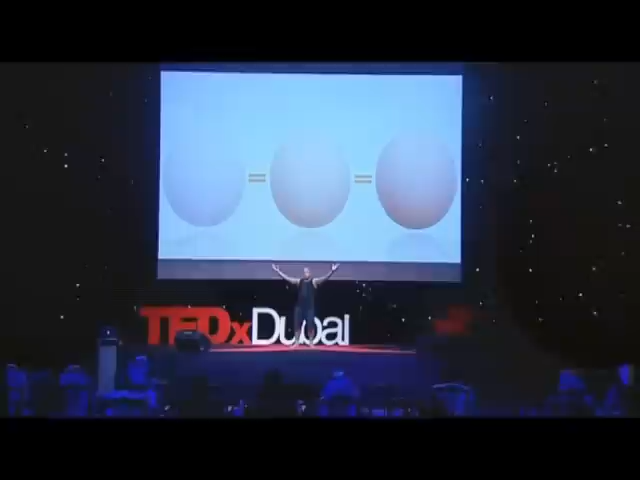 = =
TEDxDubai